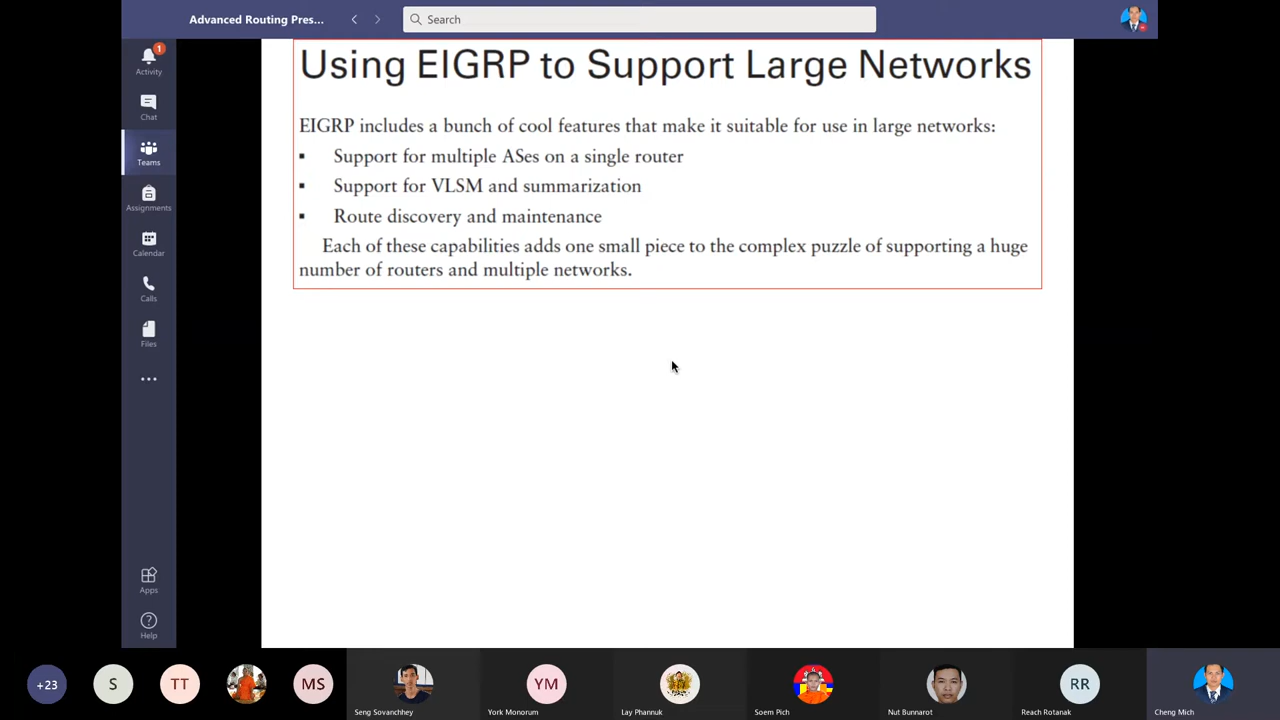 Advanced Routing Pres...
Search
Activity
1
Chat
Teams
Assignments
Calendar
Calls
Files
Apps
Help
Using EIGRP to Support Large Networks
EIGRP includes a bunch of cool features that make it suitable for use in large networks:
▪ Support for multiple ASes on a single router
▪ Support for VLSM and summarization
▪ Route discovery and maintenance
Each of these capabilities adds one small piece to the complex puzzle of supporting a huge
number of routers and multiple networks.
+23
S
TT
MS
Seng Sovanchhey
YM
York Monorum
Lay Phannuk
Soem Pich
Nut Bunnarot
RR
Reach Rotanak
Cheng Mich